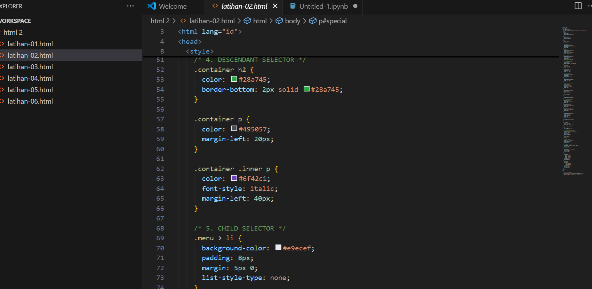 EXPLORER
WORKSPACE
html 2
latihan-01.html
latihan-02.html
latihan-03.html
latihan-04.html
latihan-05.html
latihan-06.html
Welcome
latihan-02.html
Untitled-1.ipynb
html 2 > latihan-02.html > html > body > p#special
3 <html lang="id">
4 <head>
8 <style>
51 /* 4. DESCENDANT SELECTOR */
52 .container h2 {
53 color: #28a745;
54 border-bottom: 2px solid #28a745;
55 }
56
57 .container p {
58 color: #495057;
59 margin-left: 20px;
60 }
61
62 .container .inner p {
63 color: #6f42c1;
64 font-style: italic;
65 margin-left: 40px;
66 }
67
68 /* 5. CHILD SELECTOR */
69 .menu > li {
70 background-color: #e9ecef;
71 padding: 8px;
72 margin: 5px 0;
73 list-style-type: none;
74 }